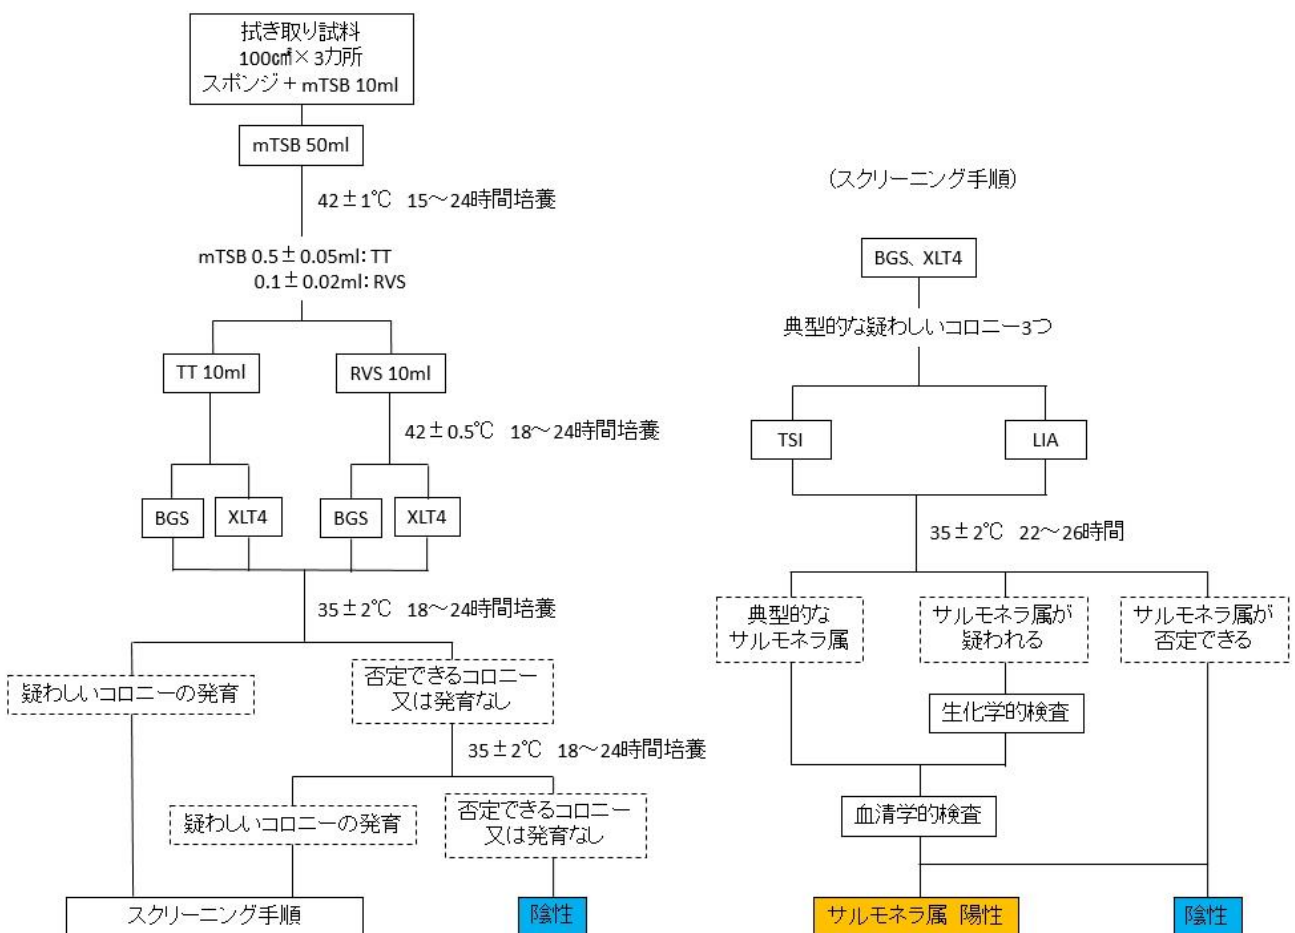 拭き取り試料
100c㎡×3カ所
スポンジ + mTSB 10ml
mTSB 50ml
42±1℃ 15～24時間培養
mTSB 0.5±0.05ml: TT
0.1±0.02ml: RVS
TT 10ml
RVS 10ml
42±0.5℃ 18～24時間培養
BGS
XLT4
BGS
XLT4
35±2℃ 18～24時間培養
疑わしいコロニーの発育
否定できるコロニー
又は発育なし
35±2℃ 18～24時間培養
疑わしいコロニーの発育
否定できるコロニー
又は発育なし
スクリーニング手順
陰性
(スクリーニング手順)
BGS、XLT4
典型的な疑わしいコロニー3つ
TSI
LIA
35±2℃ 22～26時間
典型的な
サルモネラ属
サルモネラ属が
疑われる
サルモネラ属が
否定できる
生化学的検査
血清学的検査
サルモネラ属 陽性
陰性